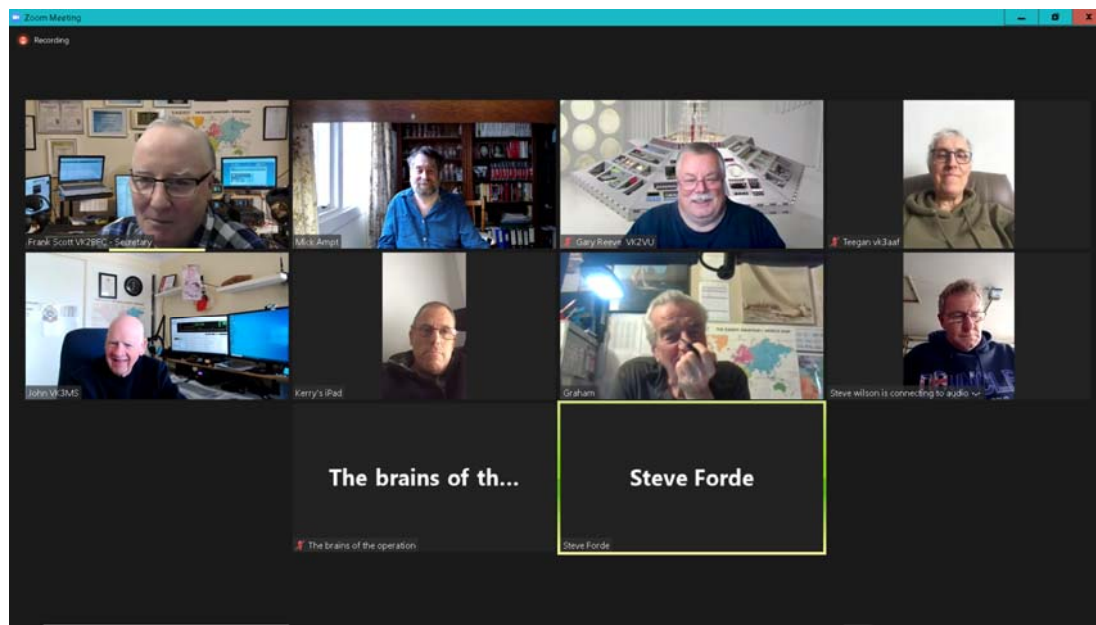 Zoom Meeting
Recording
Frank Scott VK2BFC - Secretary
Mick Ampt
Gary Reeve VK2VU
Teegan vk3aaf
John VK3MS
Kerry's iPad
Graham
Steve wilson is connecting to audio
The brains of th...
Steve Forde
The brains of the operation
Steve Forde